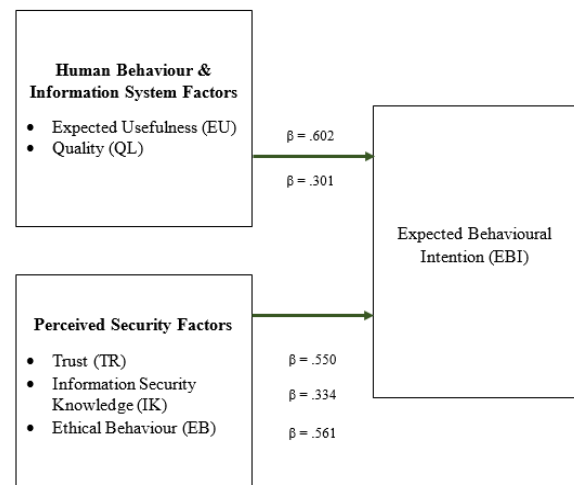 Human Behaviour &
Information System Factors
• Expected Usefulness (EU)
• Quality (QL)
β = .602
β = .301
Expected Behavioural
Intention (EBI)
Perceived Security Factors
• Trust (TR)
• Information Security
Knowledge (IK)
• Ethical Behaviour (EB)
β = .550
β = .334
β = .561